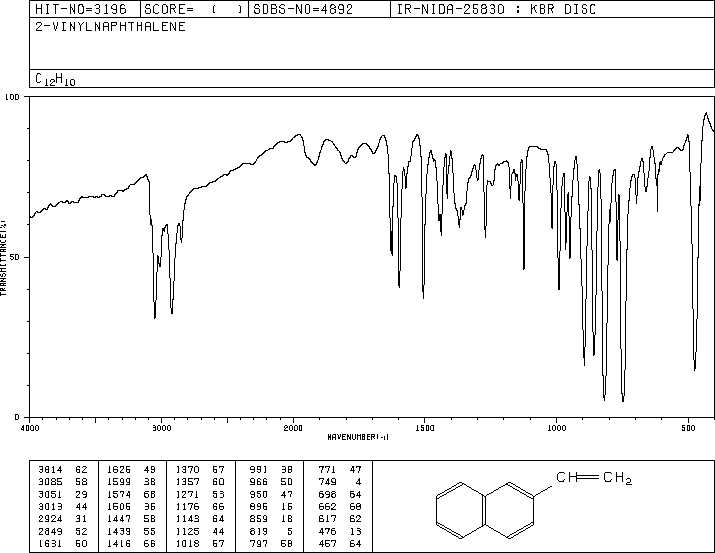 HIT-NO=3196 SCORE= ( ) SDBS-NO=4892 IR-NIDA-25830 : KBR DISC
2-VINYLNAPHTHALENE
C12H10
100
50
0
TRANSMITTANCE(%)
4000 3000 2000 1500 1000 500
WAVENUMBER(-1)
3814 62 1626 49 1370 57 991 38 771 47
3085 58 1599 38 1357 60 966 50 749 4
3051 29 1574 68 1271 53 950 47 698 64
3013 44 1506 36 1176 66 896 16 662 68
2924 31 1447 58 1143 64 859 18 617 62
2849 52 1439 55 1125 44 819 5 476 13
1631 50 1416 66 1018 57 797 58 457 64
CH=CH2